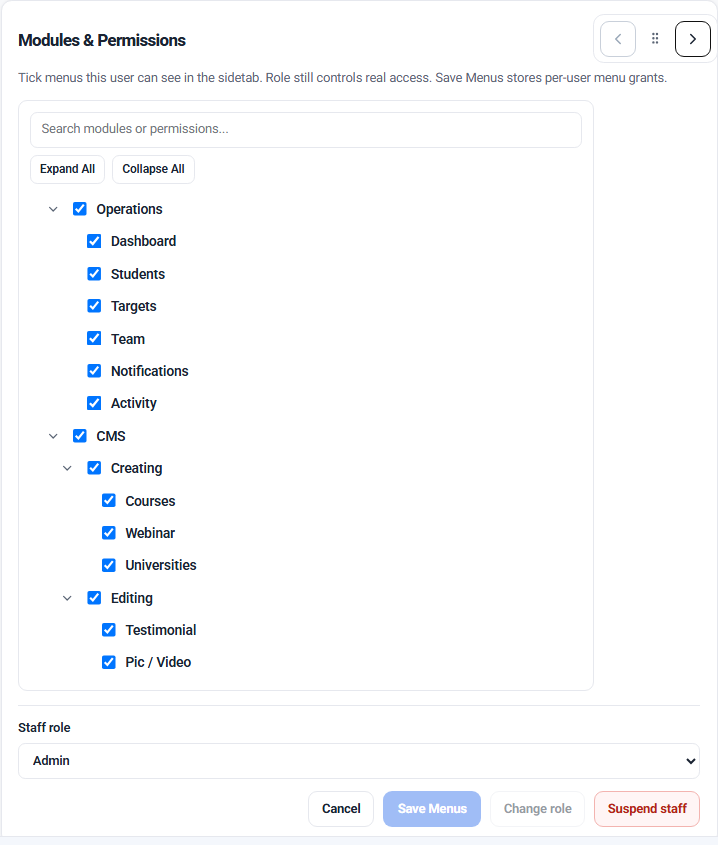 Modules & Permissions
Tick menus this user can see in the sidetab. Role still controls real access. Save Menus stores per-user menu grants.
Search modules or permissions...
Expand All Collapse All
Operations
Dashboard
Students
Targets
Team
Notifications
Activity
CMS
Creating
Courses
Webinar
Universities
Editing
Testimonial
Pic / Video
Staff role
Admin
Cancel Save Menus Change role Suspend staff